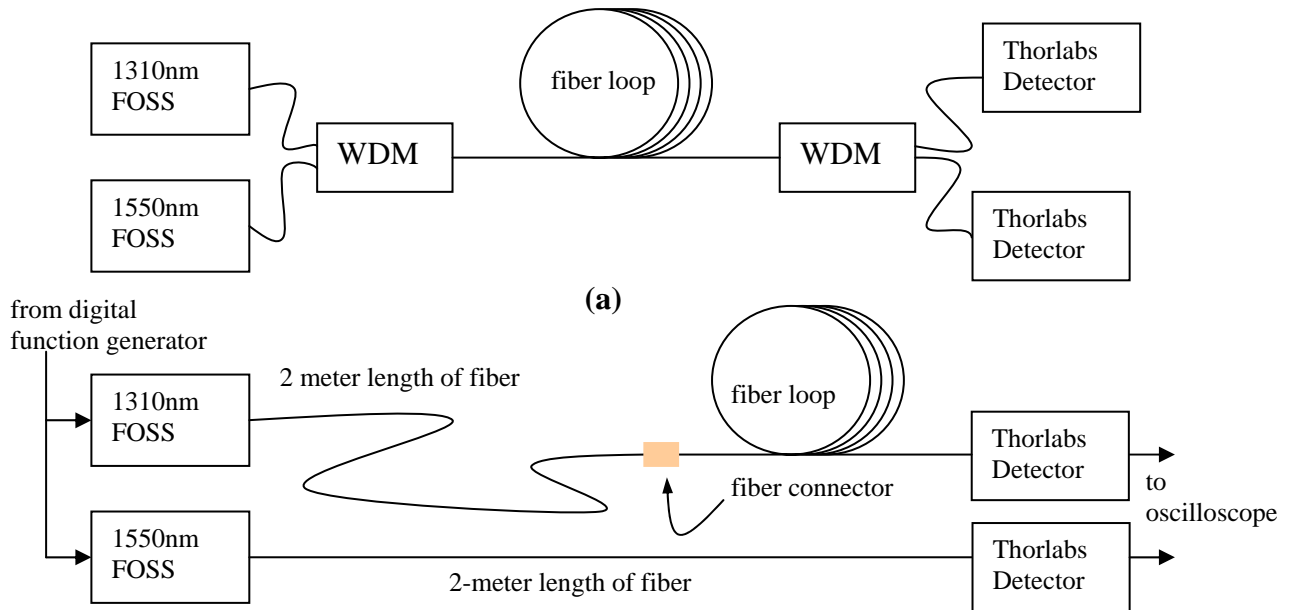 1310nm
FOSS
1550nm
FOSS
WDM
fiber loop
WDM
Thorlabs
Detector
Thorlabs
Detector
(a)
from digital
function generator
1310nm
FOSS
2 meter length of fiber
fiber loop
fiber connector
Thorlabs
Detector
to
oscilloscope
1550nm
FOSS
2-meter length of fiber
Thorlabs
Detector